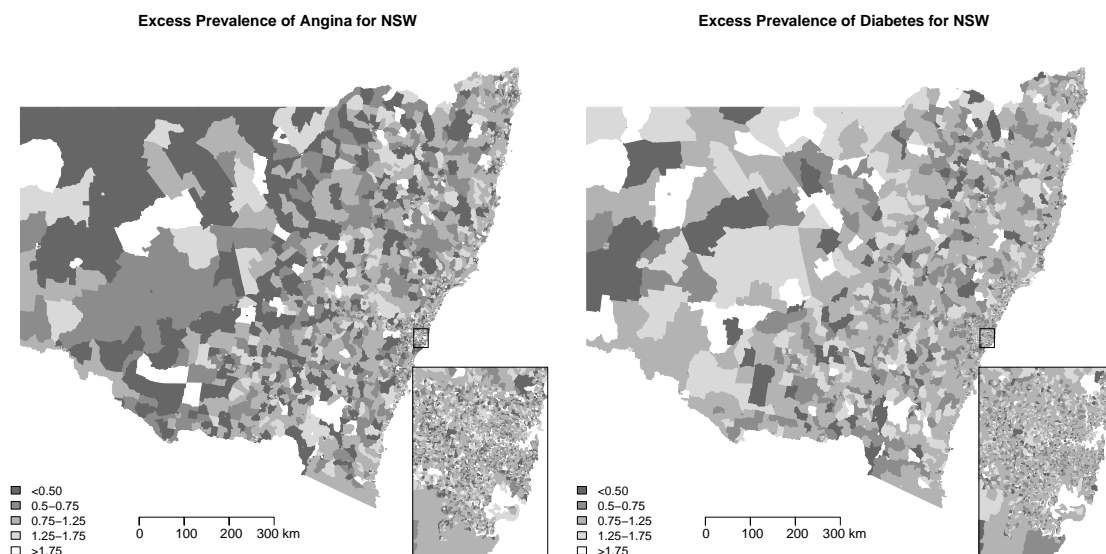 Excess Prevalence of Angina for NSW
<0.50
0.5−0.75
0.75−1.25
1.25−1.75
>1.75
0 100 200 300 km
Excess Prevalence of Diabetes for NSW
<0.50
0.5−0.75
0.75−1.25
1.25−1.75
>1.75
0 100 200 300 km